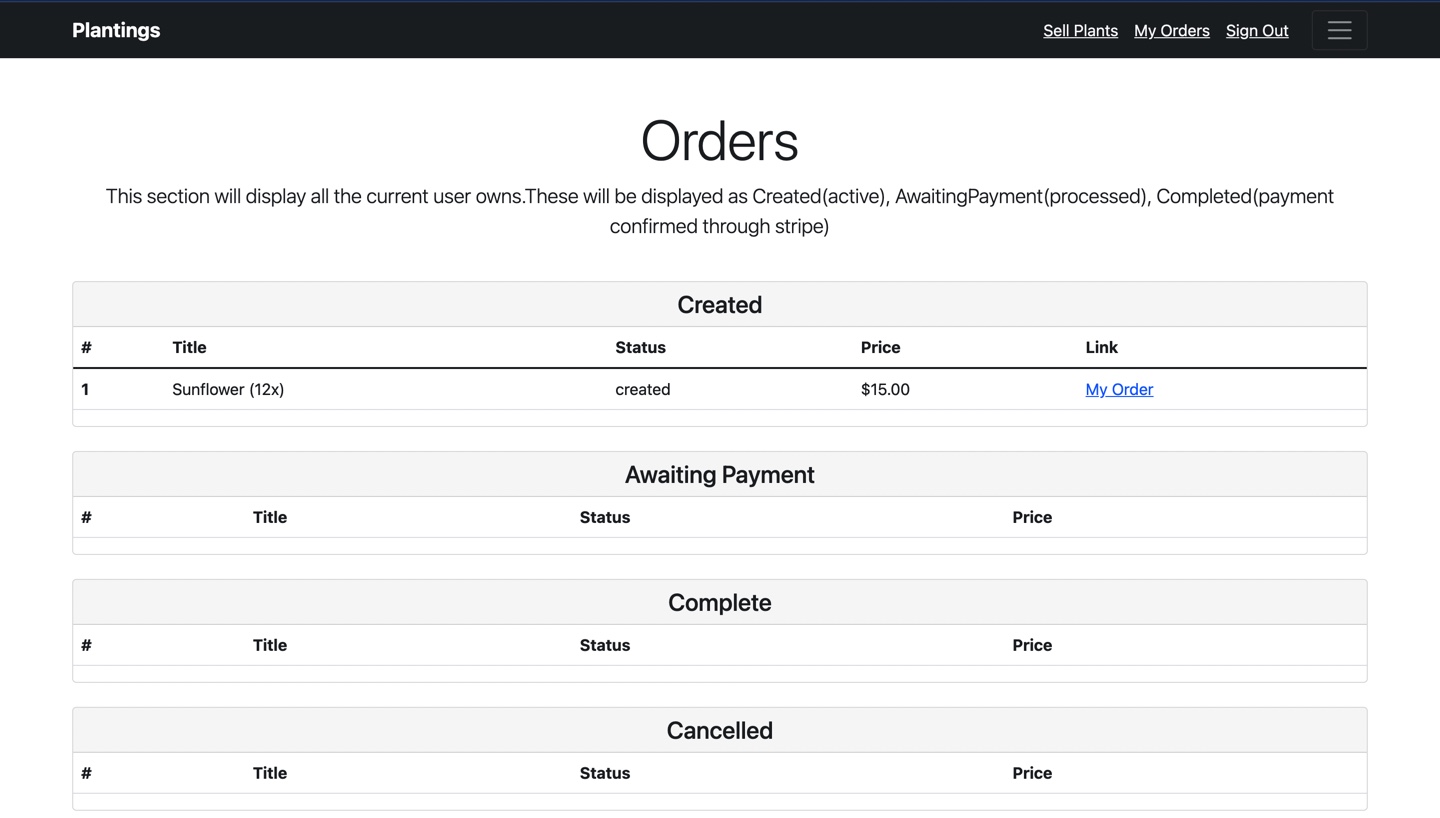 Plantings Sell Plants My Orders Sign Out
Orders
This section will display all the current user owns.These will be displayed as Created(active), AwaitingPayment(processed), Completed(payment
confirmed through stripe)
Created
# Title Status Price Link
1 Sunflower (12x) created $15.00 My Order
Awaiting Payment
# Title Status Price
Complete
# Title Status Price
Cancelled
# Title Status Price